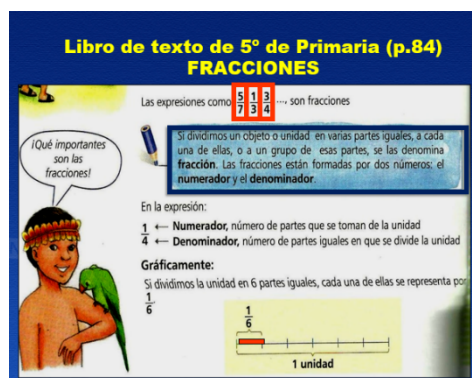 Libro de texto de 5º de Primaria (p.84)
FRACCIONES
Las expresiones como 5/7 1/3 3/4 ..., son fracciones
¡Qué importantes
son las
fracciones!
Si dividimos un objeto o unidad en varias partes iguales, a cada
una de ellas, o a un grupo de esas partes, se las denomina
fracción. Las fracciones están formadas por dos números: el
numerador y el denominador.
En la expresión:
1 ← Numerador, número de partes que se toman de la unidad
4 ← Denominador, número de partes iguales en que se divide la unidad
Gráficamente:
Si dividimos la unidad en 6 partes iguales, cada una de ellas se representa por
1/6
1/6
1 unidad